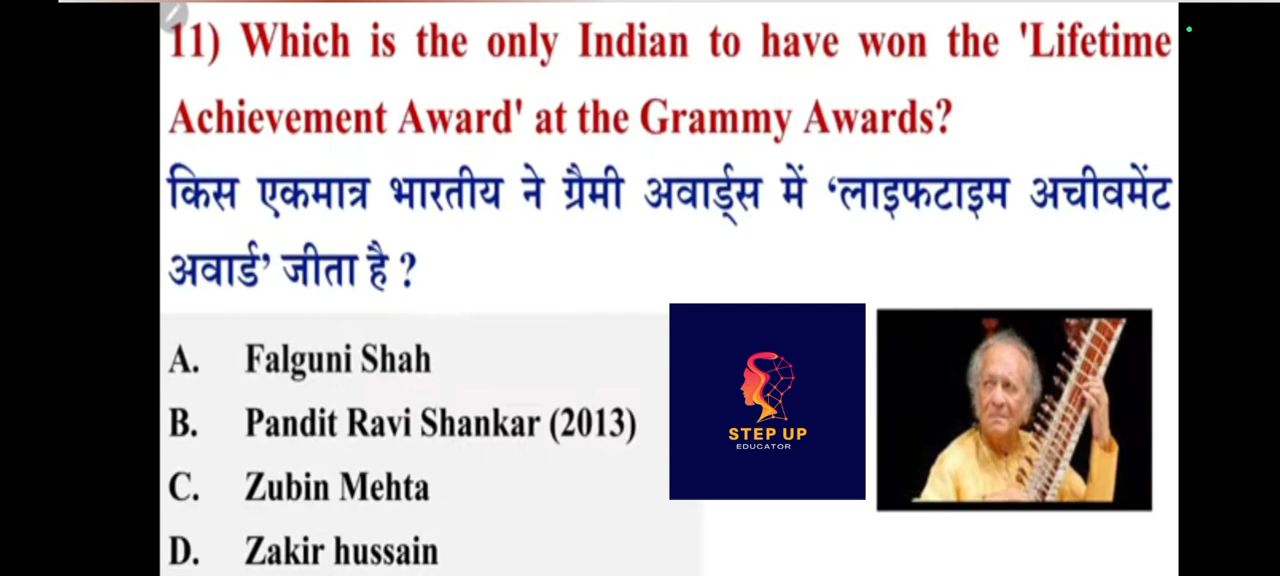 11) Which is the only Indian to have won the 'Lifetime
Achievement Award' at the Grammy Awards?
किस एकमात्र भारतीय ने ग्रैमी अवार्ड्स में ‘लाइफटाइम अचीवमेंट
अवार्ड’ जीता है ?
A. Falguni Shah
B. Pandit Ravi Shankar (2013)
C. Zubin Mehta
D. Zakir hussain
STEP UP
EDUCATOR